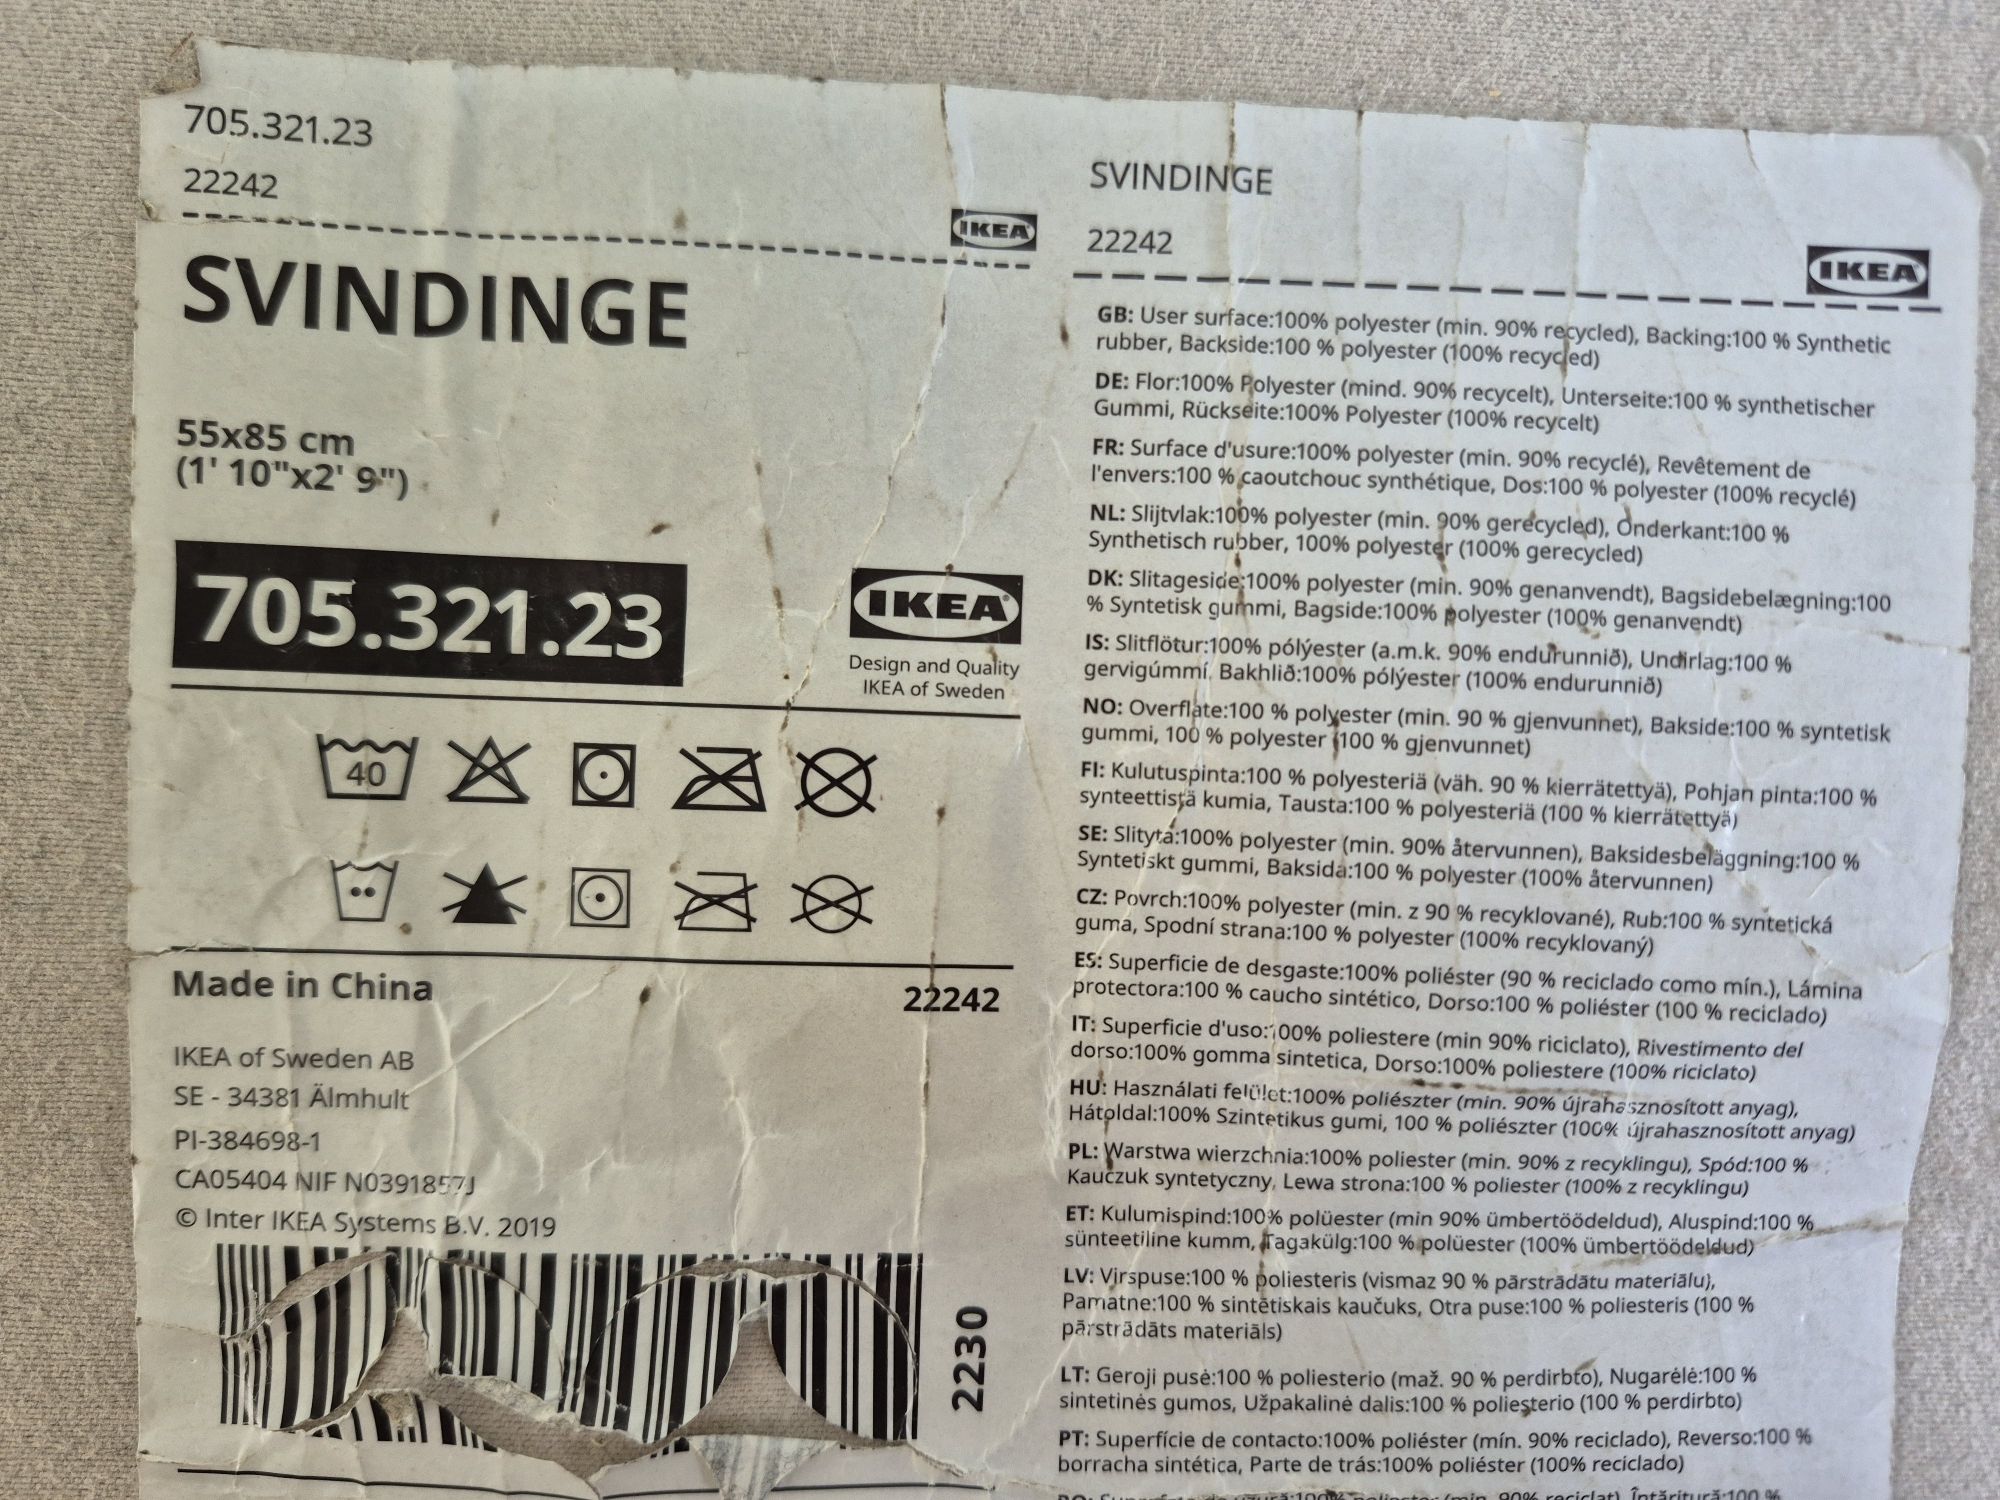 705.321.23
22242
IKEA
SVINDINGE
55x85 cm
(1' 10"x2' 9")
705.321.23
IKEA
Design and Quality
IKEA of Sweden
40
Made in China
22242
IKEA of Sweden AB
SE - 34381 Älmhult
PI-384698-1
CA05404 NIF N0391857J
© Inter IKEA Systems B.V. 2019
2230
SVINDINGE
22242
IKEA
GB: User surface:100% polyester (min. 90% recycled), Backing:100 % Synthetic
rubber, Backside:100 % polyester (100% recycled)
DE: Flor:100% Polyester (mind. 90% recycelt), Unterseite:100 % synthetischer
Gummi, Rückseite:100% Polyester (100% recycelt)
FR: Surface d'usure:100% polyester (min. 90% recyclé), Revêtement de
l'envers:100 % caoutchouc synthétique, Dos:100 % polyester (100% recyclé)
NL: Slijtvlak:100% polyester (min. 90% gerecycled), Onderkant:100 %
Synthetisch rubber, 100% polyester (100% gerecycled)
DK: Slitageside:100% polyester (min. 90% genanvendt), Bagsidebelægning:100
% Syntetisk gummi, Bagside:100% polyester (100% genanvendt)
IS: Slitflötur:100% pólýester (a.m.k. 90% endurunnið), Undirlag:100 %
gervigúmmí, Bakhlið:100% pólýester (100% endurunnið)
NO: Overflate:100 % polyester (min. 90 % gjenvunnet), Bakside:100 % syntetisk
gummi, 100 % polyester (100 % gjenvunnet)
FI: Kulutuspinta:100 % polyesteriä (väh. 90 % kierrätettyä), Pohjan pinta:100 %
synteettistä kumia, Tausta:100 % polyesteriä (100 % kierrätettyä)
SE: Slityta:100% polyester (min. 90% återvunnen), Baksidesbeläggning:100 %
Syntetiskt gummi, Baksida:100 % polyester (100% återvunnen)
CZ: Povrch:100% polyester (min. z 90 % recyklované), Rub:100 % syntetická
guma, Spodní strana:100 % polyester (100% recyklovaný)
ES: Superficie de desgaste:100% poliéster (90 % reciclado como mín.), Lámina
protectora:100 % caucho sintético, Dorso:100 % poliéster (100 % reciclado)
IT: Superficie d'uso:100% poliestere (min 90% riciclato), Rivestimento del
dorso:100% gomma sintetica, Dorso:100% poliestere (100% riciclato)
HU: Használati felület:100% poliészter (min. 90% újrahasznosított anyag),
Hátoldal:100% Szintetikus gumi, 100 % poliészter (100% újrahasznosított anyag)
PL: Warstwa wierzchnia:100% poliester (min. 90% z recyklingu), Spód:100 %
Kauczuk syntetyczny, Lewa strona:100 % poliester (100% z recyklingu)
ET: Kulumispind:100% polüester (min 90% ümbertöödeldud), Aluspind:100 %
sünteetiline kumm, Tagakülg:100 % polüester (100% ümbertöödeldud)
LV: Virspuse:100 % poliesteris (vismaz 90 % pārstrādātu materiālu),
Pamatne:100 % sintētiskais kaučuks, Otra puse:100 % poliesteris (100 %
pārstrādāts materiāls)
LT: Geroji pusė:100 % poliesterio (maž. 90 % perdirbto), Nugarėlė:100 %
sintetinės gumos, Užpakalinė dalis:100 % poliesterio (100 % perdirbto)
PT: Superfície de contacto:100% poliéster (mín. 90% reciclado), Reverso:100 %
borracha sintética, Parte de trás:100% poliéster (100% reciclado)